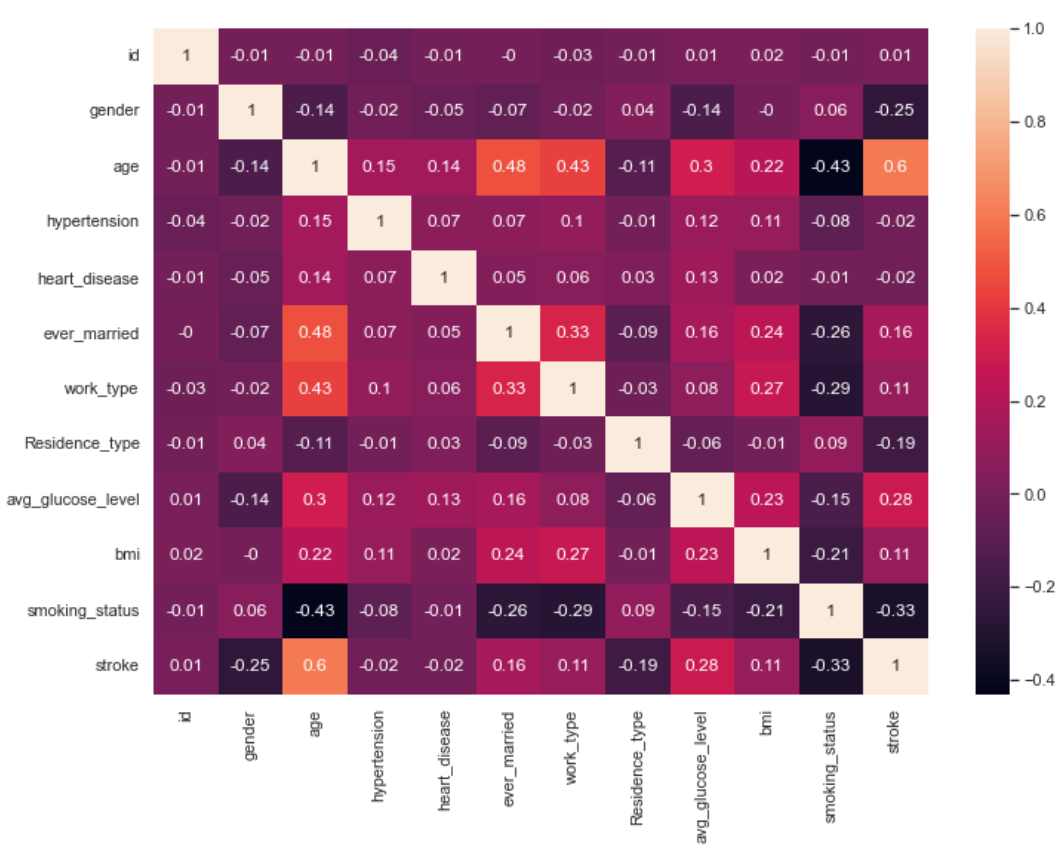 id 1 -0.01 -0.01 -0.04 -0.01 -0 -0.03 -0.01 0.01 0.02 -0.01 0.01
gender -0.01 1 -0.14 -0.02 -0.05 -0.07 -0.02 0.04 -0.14 -0 0.06 -0.25
age -0.01 -0.14 1 0.15 0.14 0.48 0.43 -0.11 0.3 0.22 -0.43 0.6
hypertension -0.04 -0.02 0.15 1 0.07 0.07 0.1 -0.01 0.12 0.11 -0.08 -0.02
heart_disease -0.01 -0.05 0.14 0.07 1 0.05 0.06 0.03 0.13 0.02 -0.01 -0.02
ever_married -0 -0.07 0.48 0.07 0.05 1 0.33 -0.09 0.16 0.24 -0.26 0.16
work_type -0.03 -0.02 0.43 0.1 0.06 0.33 1 -0.03 0.08 0.27 -0.29 0.11
Residence_type -0.01 0.04 -0.11 -0.01 0.03 -0.09 -0.03 1 -0.06 -0.01 0.09 -0.19
avg_glucose_level 0.01 -0.14 0.3 0.12 0.13 0.16 0.08 -0.06 1 0.23 -0.15 0.28
bmi 0.02 -0 0.22 0.11 0.02 0.24 0.27 -0.01 0.23 1 -0.21 0.11
smoking_status -0.01 0.06 -0.43 -0.08 -0.01 -0.26 -0.29 0.09 -0.15 -0.21 1 -0.33
stroke 0.01 -0.25 0.6 -0.02 -0.02 0.16 0.11 -0.19 0.28 0.11 -0.33 1
id
gender
age
hypertension
heart_disease
ever_married
work_type
Residence_type
avg_glucose_level
bmi
smoking_status
stroke
1.0
0.8
0.6
0.4
0.2
0.0
-0.2
-0.4